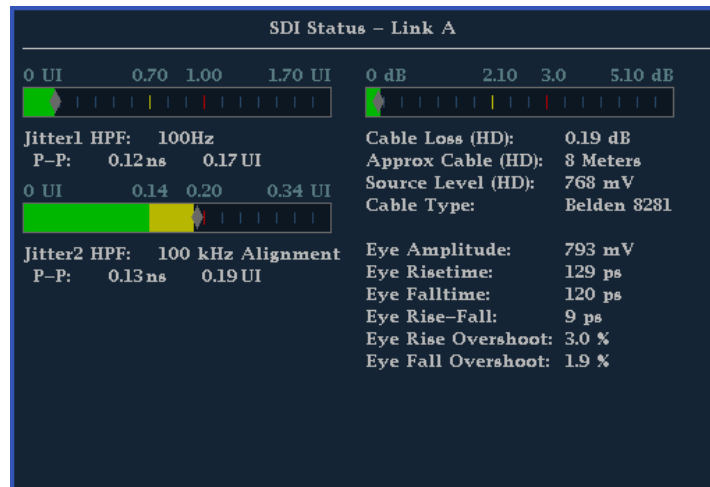 SDI Status – Link A
0 UI 0.70 1.00 1.70 UI
Jitter1 HPF: 100Hz
P–P: 0.12 ns 0.17 UI
0 UI 0.14 0.20 0.34 UI
Jitter2 HPF: 100 kHz Alignment
P–P: 0.13 ns 0.19 UI
0 dB 2.10 3.0 5.10 dB
Cable Loss (HD): 0.19 dB
Approx Cable (HD): 8 Meters
Source Level (HD): 768 mV
Cable Type: Belden 8281
Eye Amplitude: 793 mV
Eye Risetime: 129 ps
Eye Falltime: 120 ps
Eye Rise–Fall: 9 ps
Eye Rise Overshoot: 3.0 %
Eye Fall Overshoot: 1.9 %